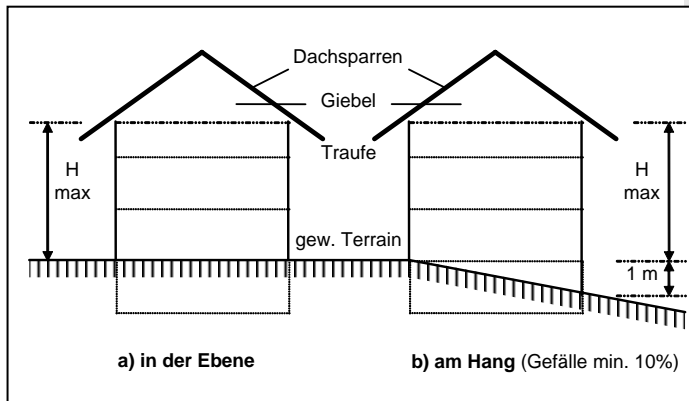 Dachsparren
Giebel
Traufe
H
max
H
max
gew. Terrain
1 m
a) in der Ebene
b) am Hang (Gefälle min. 10%)